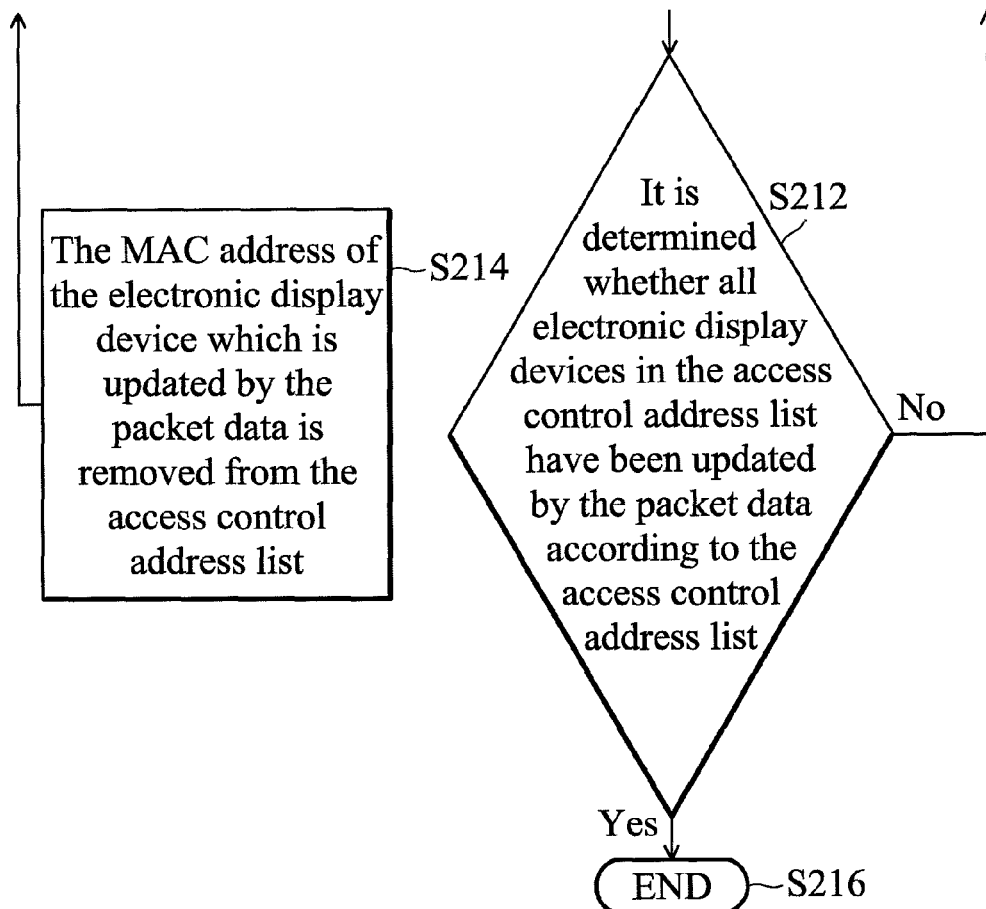 The MAC address of
the electronic display
device which is
updated by the
packet data is
removed from the
access control
address list
S214
It is
determined
whether all
electronic display
devices in the access
control address list
have been updated
by the packet data
according to the
access control
address list
S212
No
Yes
END
S216